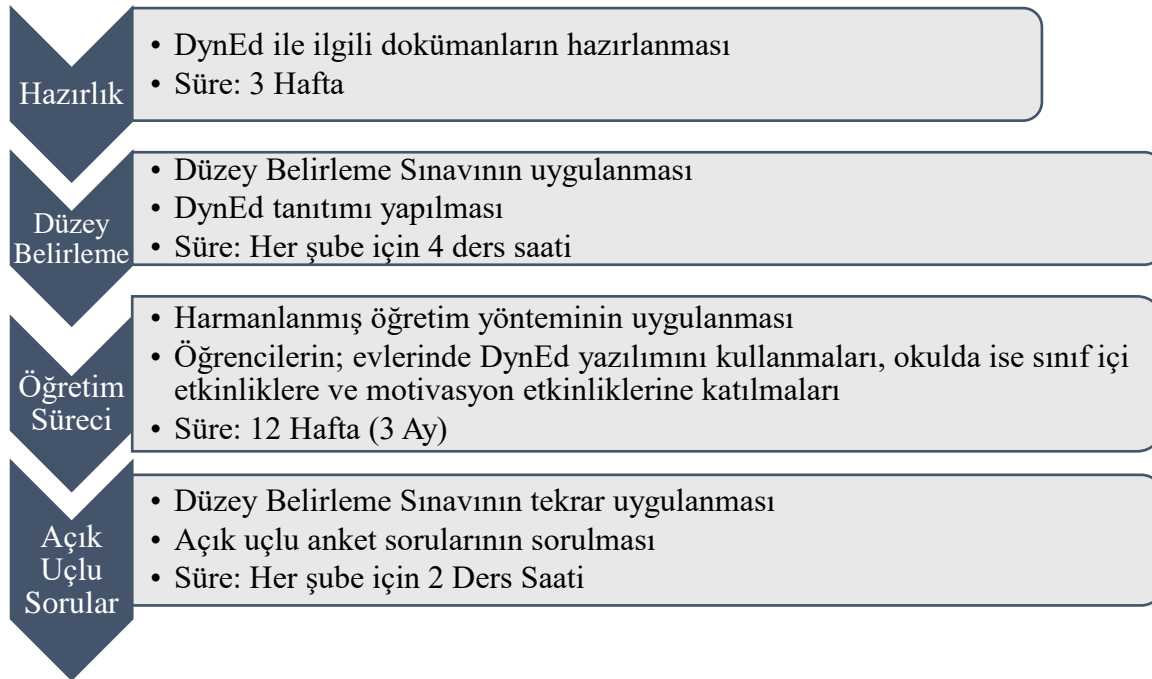 Hazırlık
• DynEd ile ilgili dokümanların hazırlanması
• Süre: 3 Hafta
Düzey
Belirleme
• Düzey Belirleme Sınavının uygulanması
• DynEd tanıtımı yapılması
• Süre: Her şube için 4 ders saati
Öğretim
Süreci
• Harmanlanmış öğretim yönteminin uygulanması
• Öğrencilerin; evlerinde DynEd yazılımını kullanmaları, okulda ise sınıf içi
etkinliklere ve motivasyon etkinliklerine katılmaları
• Süre: 12 Hafta (3 Ay)
Açık
Uçlu
Sorular
• Düzey Belirleme Sınavının tekrar uygulanması
• Açık uçlu anket sorularının sorulması
• Süre: Her şube için 2 Ders Saati